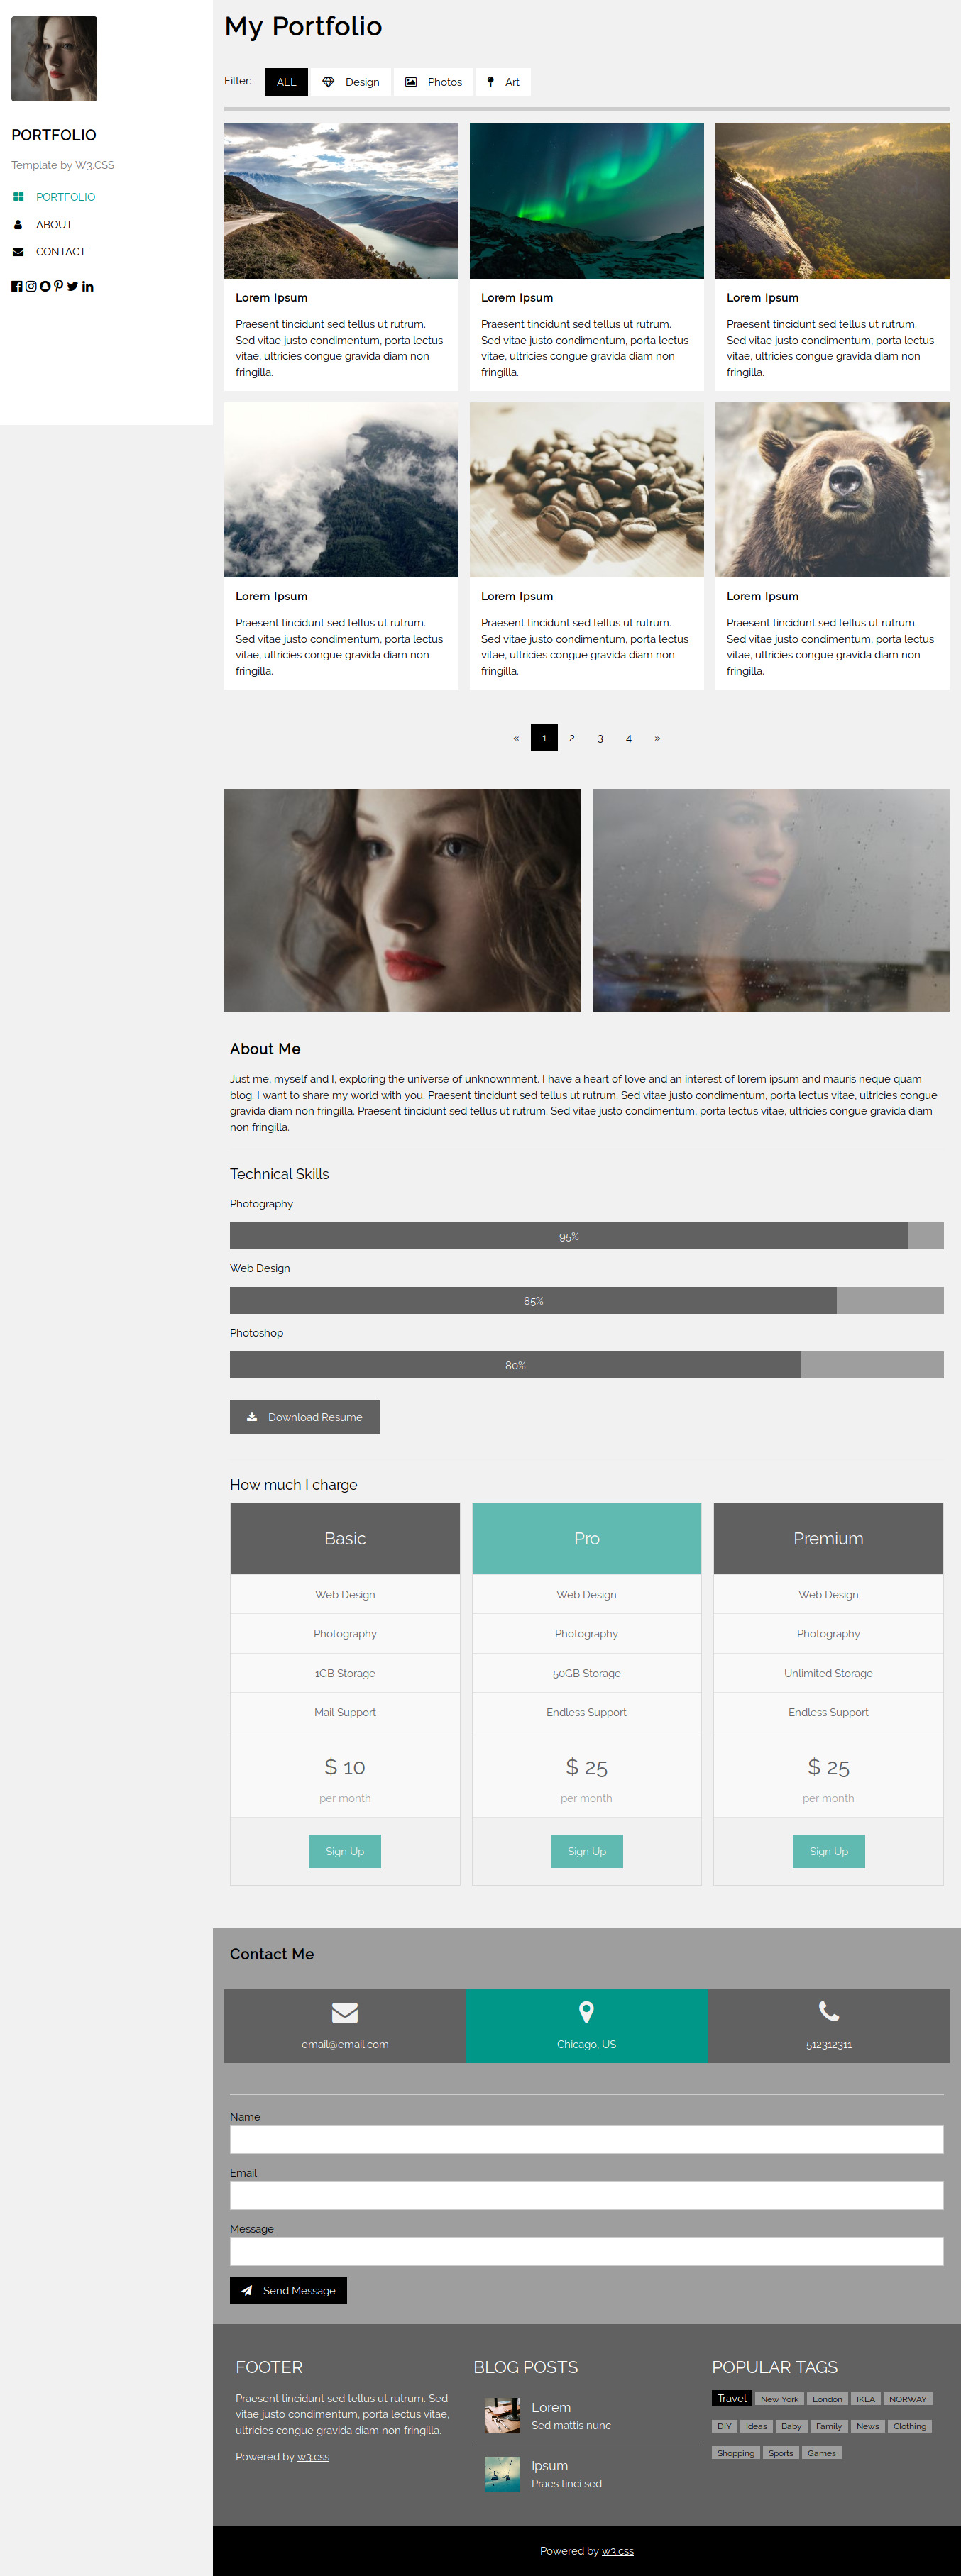 PORTFOLIO
Template by W3.CSS
PORTFOLIO
ABOUT
CONTACT
My Portfolio
Filter: ALL Design Photos Art
Lorem Ipsum
Praesent tincidunt sed tellus ut rutrum.
Sed vitae justo condimentum, porta lectus
vitae, ultricies congue gravida diam non
fringilla.
Lorem Ipsum
Praesent tincidunt sed tellus ut rutrum.
Sed vitae justo condimentum, porta lectus
vitae, ultricies congue gravida diam non
fringilla.
Lorem Ipsum
Praesent tincidunt sed tellus ut rutrum.
Sed vitae justo condimentum, porta lectus
vitae, ultricies congue gravida diam non
fringilla.
Lorem Ipsum
Praesent tincidunt sed tellus ut rutrum.
Sed vitae justo condimentum, porta lectus
vitae, ultricies congue gravida diam non
fringilla.
Lorem Ipsum
Praesent tincidunt sed tellus ut rutrum.
Sed vitae justo condimentum, porta lectus
vitae, ultricies congue gravida diam non
fringilla.
Lorem Ipsum
Praesent tincidunt sed tellus ut rutrum.
Sed vitae justo condimentum, porta lectus
vitae, ultricies congue gravida diam non
fringilla.
« 1 2 3 4 »
About Me
Just me, myself and I, exploring the universe of unknownment. I have a heart of love and an interest of lorem ipsum and mauris neque quam
blog. I want to share my world with you. Praesent tincidunt sed tellus ut rutrum. Sed vitae justo condimentum, porta lectus vitae, ultricies congue
gravida diam non fringilla. Praesent tincidunt sed tellus ut rutrum. Sed vitae justo condimentum, porta lectus vitae, ultricies congue gravida diam
non fringilla.
Technical Skills
Photography
95%
Web Design
85%
Photoshop
80%
Download Resume
How much I charge
Basic
Web Design
Photography
1GB Storage
Mail Support
$ 10
per month
Sign Up
Pro
Web Design
Photography
50GB Storage
Endless Support
$ 25
per month
Sign Up
Premium
Web Design
Photography
Unlimited Storage
Endless Support
$ 25
per month
Sign Up
Contact Me
email@email.com
Chicago, US
512312311
Name
Email
Message
Send Message
FOOTER
Praesent tincidunt sed tellus ut rutrum. Sed
vitae justo condimentum, porta lectus vitae,
ultricies congue gravida diam non fringilla.
Powered by w3.css
BLOG POSTS
Lorem
Sed mattis nunc
Ipsum
Praes tinci sed
POPULAR TAGS
Travel New York London IKEA NORWAY
DIY Ideas Baby Family News Clothing
Shopping Sports Games
Powered by w3.css